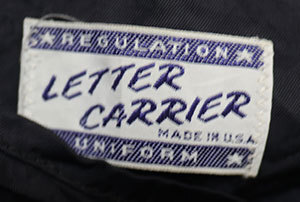 ★ REGULATION ★
LETTER
CARRIER
MADE IN U.S.A.
★ UNIFORM ★